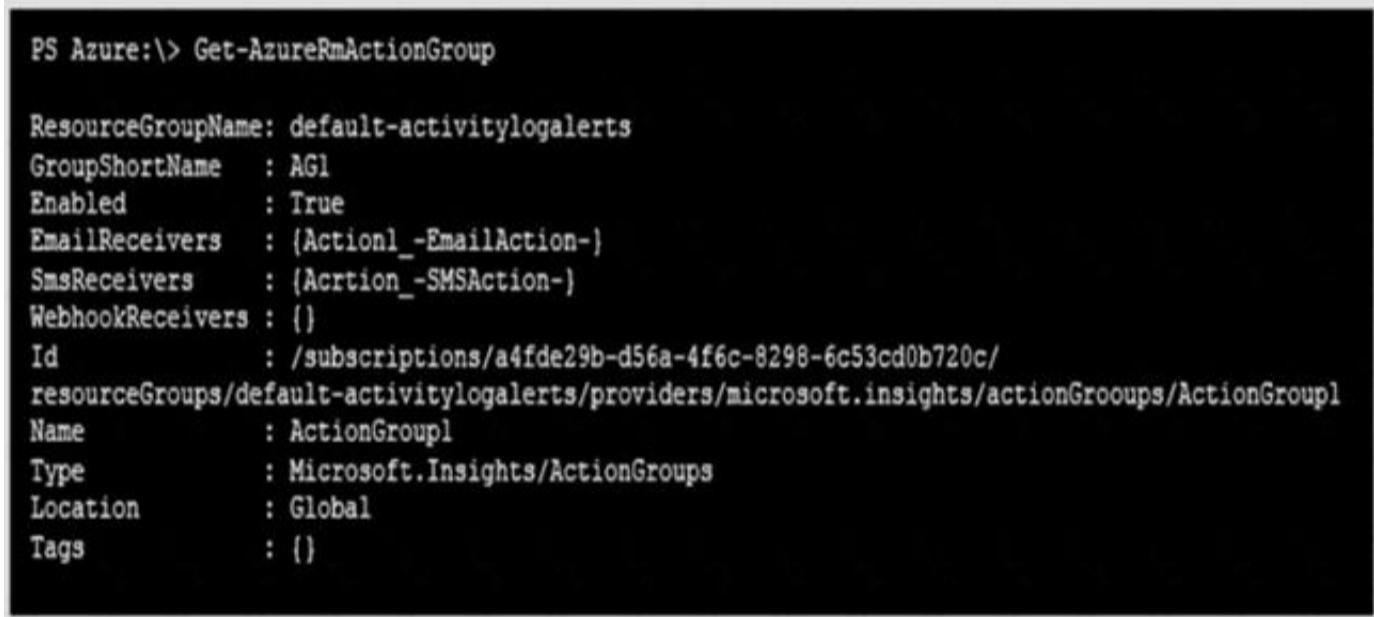 PS Azure:\> Get-AzureRmActionGroup
ResourceGroupName: default-activitylogalerts
GroupShortName : AG1
Enabled : True
EmailReceivers : {Action1_-EmailAction-}
SmsReceivers : {Acrtion_-SMSAction-}
WebhookReceivers : {}
Id : /subscriptions/a4fde29b-d56a-4f6c-8298-6c53cd0b720c/
resourceGroups/default-activitylogalerts/providers/microsoft.insights/actionGrooups/ActionGroup1
Name : ActionGroup1
Type : Microsoft.Insights/ActionGroups
Location : Global
Tags : {}